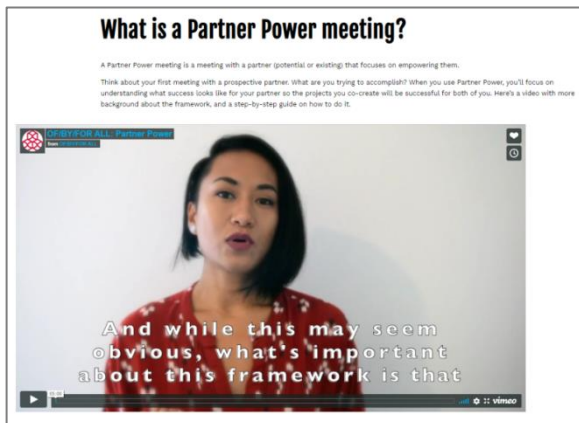 What is a Partner Power meeting?
A Partner Power meeting is a meeting with a partner (potential or existing) that focuses on empowering them.
Think about your first meeting with a prospective partner. What are you trying to accomplish? When you use Partner Power, you'll focus on
understanding what success looks like for your partner so the projects you co-create will be successful for both of you. Here's a video with more
background about the framework, and a step-by-step guide on how to do it.
OF/BY/FOR ALL: Partner Power
from OF/BY/FOR ALL
And while this may seem
obvious, what's important
about this framework is that
vimeo